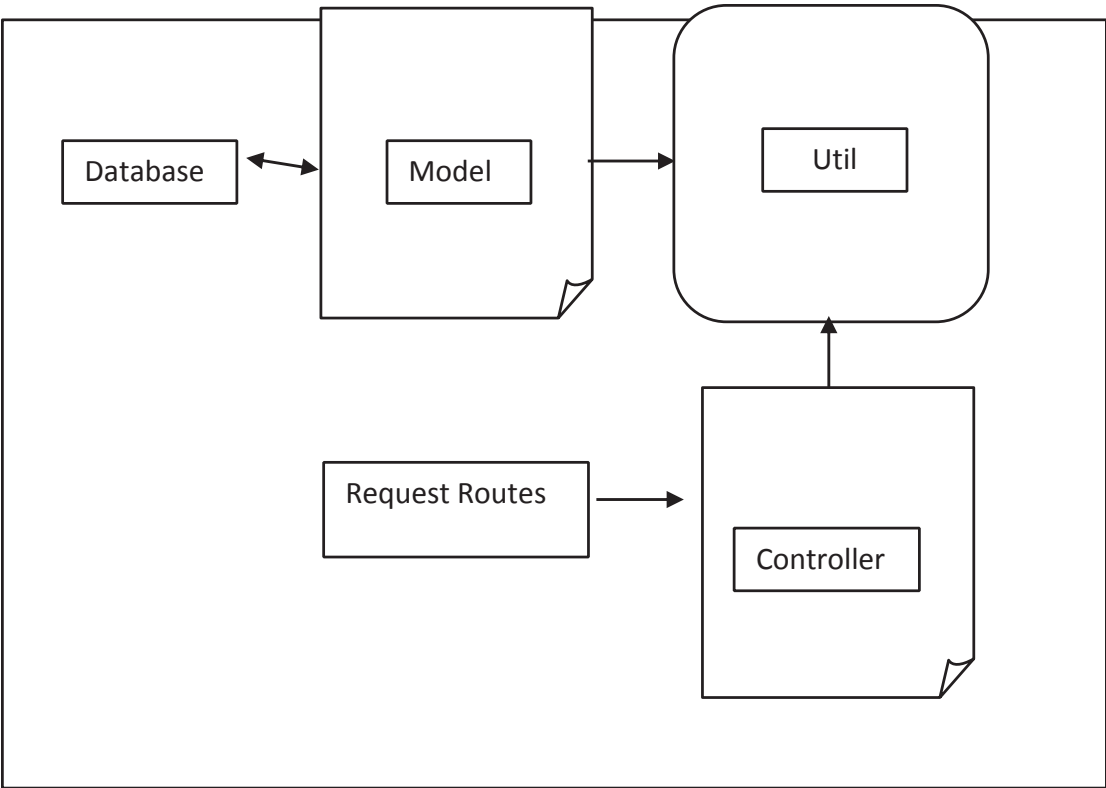 Database
Model
Util
Request Routes
Controller